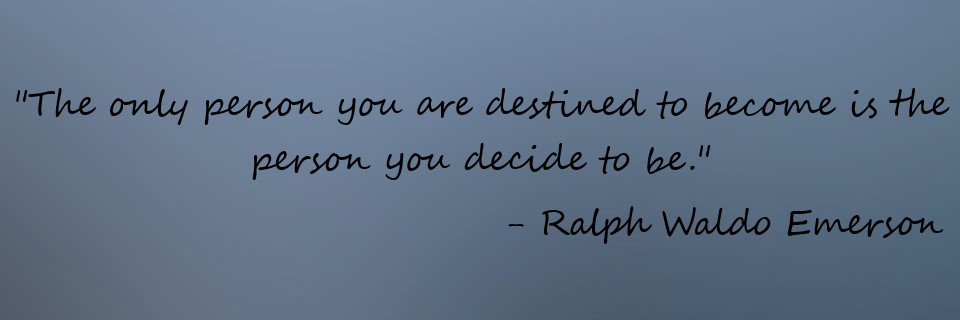 "The only person you are destined to become is the
person you decide to be."
- Ralph Waldo Emerson